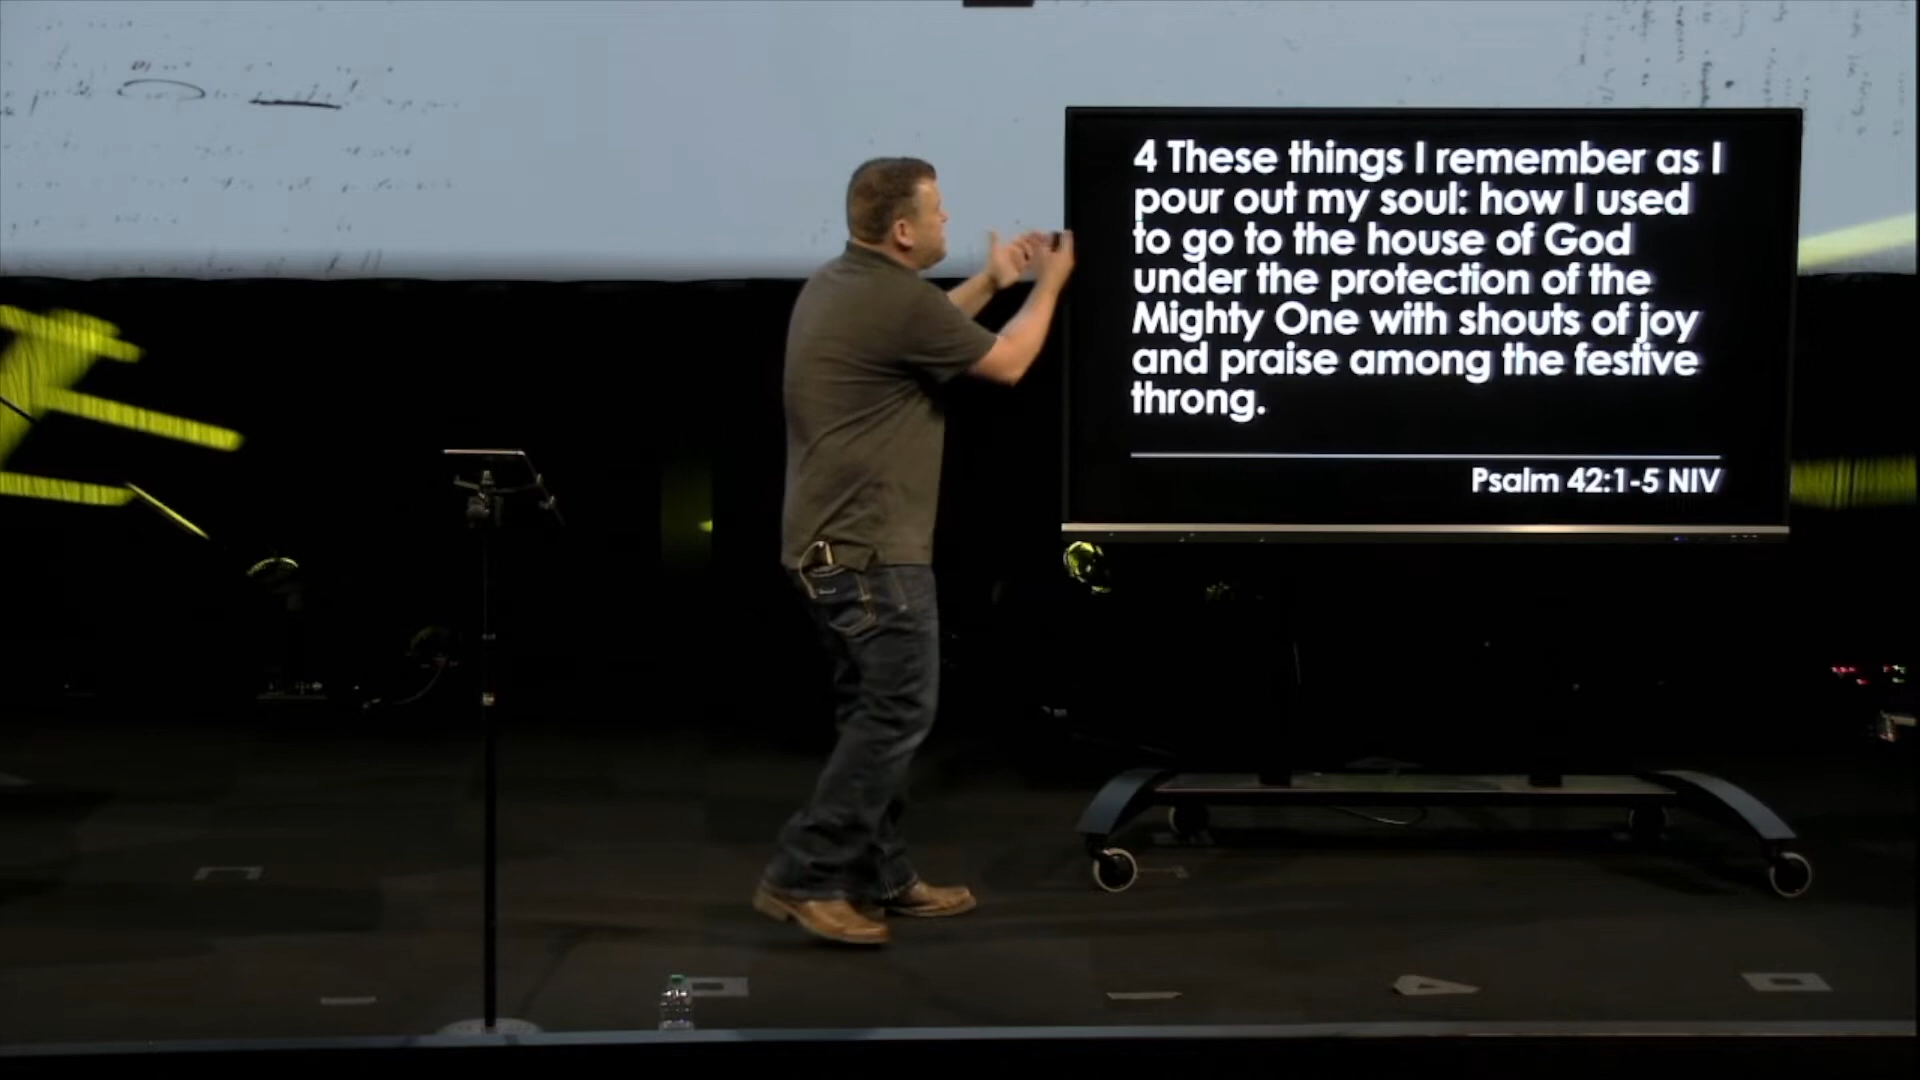 4 These things I remember as I
pour out my soul: how I used
to go to the house of God
under the protection of the
Mighty One with shouts of joy
and praise among the festive
throng.
Psalm 42:1-5 NIV